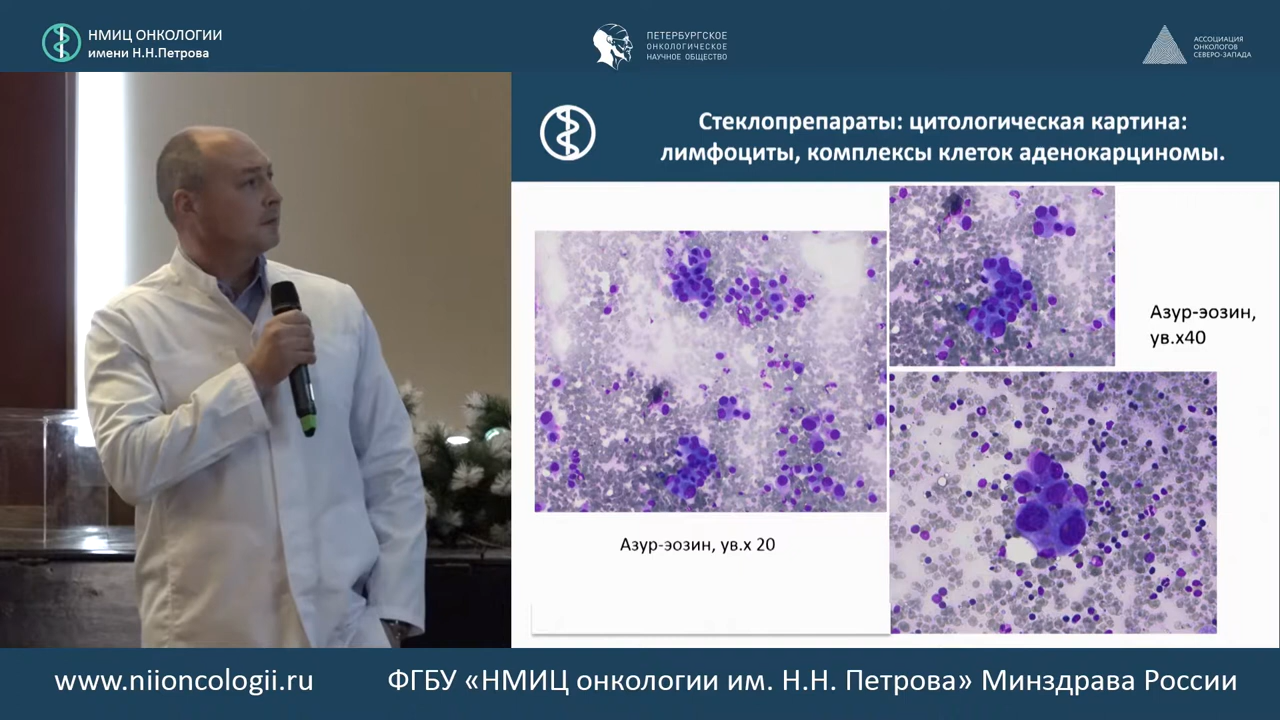 НМИЦ ОНКОЛОГИИ
имени Н.Н.Петрова
ПЕТЕРБУРГСКОЕ
ОНКОЛОГИЧЕСКОЕ
НАУЧНОЕ ОБЩЕСТВО
АССОЦИАЦИЯ
ОНКОЛОГОВ
СЕВЕРО-ЗАПАДА
Стеклопрепараты: цитологическая картина:
лимфоциты, комплексы клеток аденокарциномы.
Азур-эозин,
ув.х40
Азур-эозин, ув.х 20
www.niioncologii.ru
ФГБУ «НМИЦ онкологии им. Н.Н. Петрова» Минздрава России